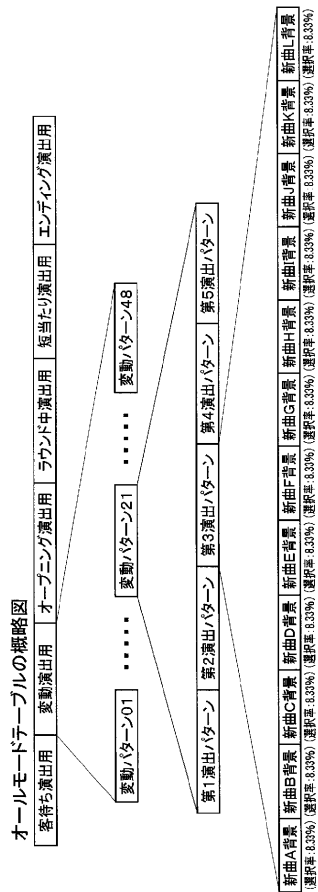 オールモードテーブルの概略図
客待ち演出用 変動演出用 オープニング演出用 ラウンド中演出用 短当たり演出用 エンディング演出用
変動パターン01 ····· 変動パターン21 ····· 変動パターン48
第1演出パターン 第2演出パターン 第3演出パターン 第4演出パターン 第5演出パターン
新曲A背景 新曲B背景 新曲C背景 新曲D背景 新曲E背景 新曲F背景 新曲G背景 新曲H背景 新曲I背景 新曲J背景 新曲K背景 新曲L背景
(選択率:8.33%) (選択率:8.33%) (選択率:8.33%) (選択率:8.33%) (選択率:8.33%) (選択率:8.33%) (選択率:8.33%) (選択率:8.33%) (選択率:8.33%) (選択率:8.33%) (選択率:8.33%) (選択率:8.33%)